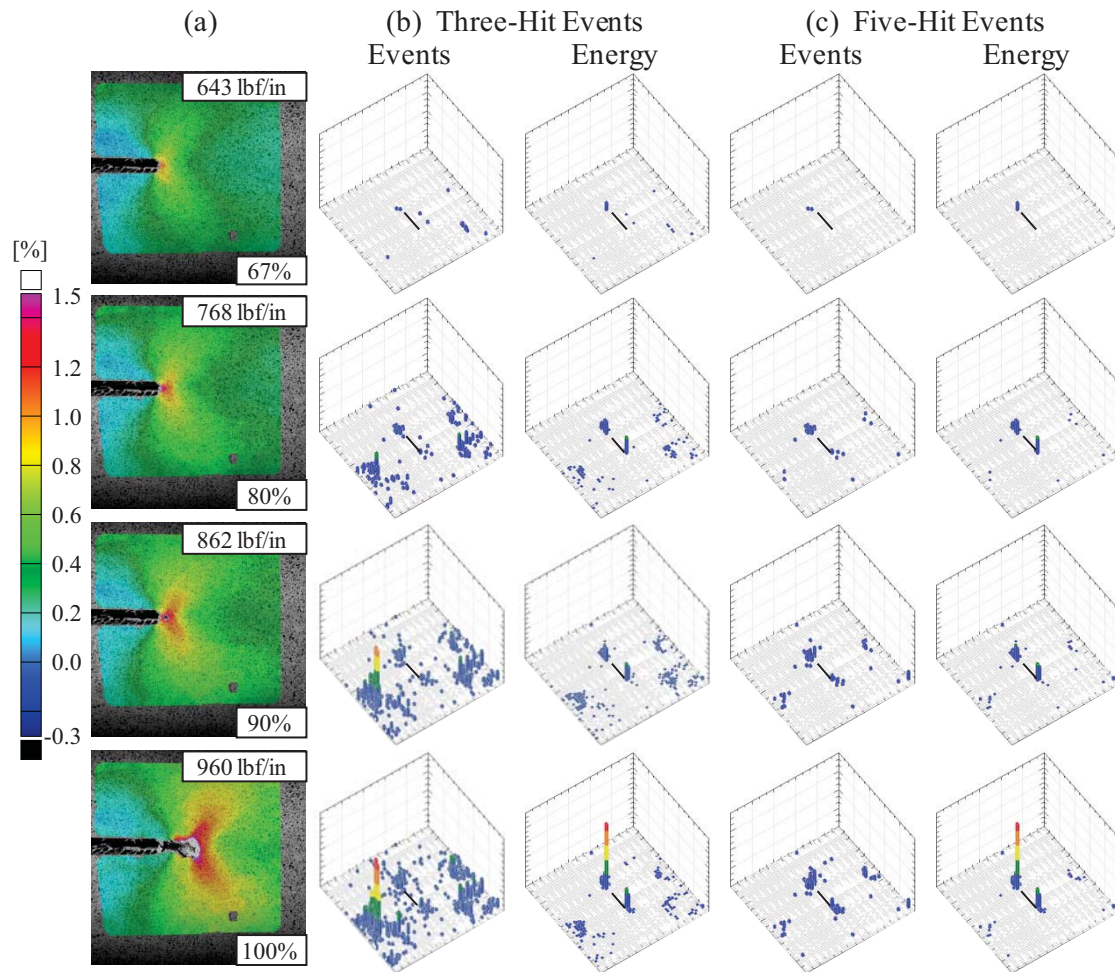 (a)
(b) Three-Hit Events
(c) Five-Hit Events
Events
Energy
Events
Energy
643 lbf/in
67%
[%]
1.5
1.2
1.0
0.8
0.6
0.4
0.2
0.0
-0.3
768 lbf/in
80%
862 lbf/in
90%
960 lbf/in
100%